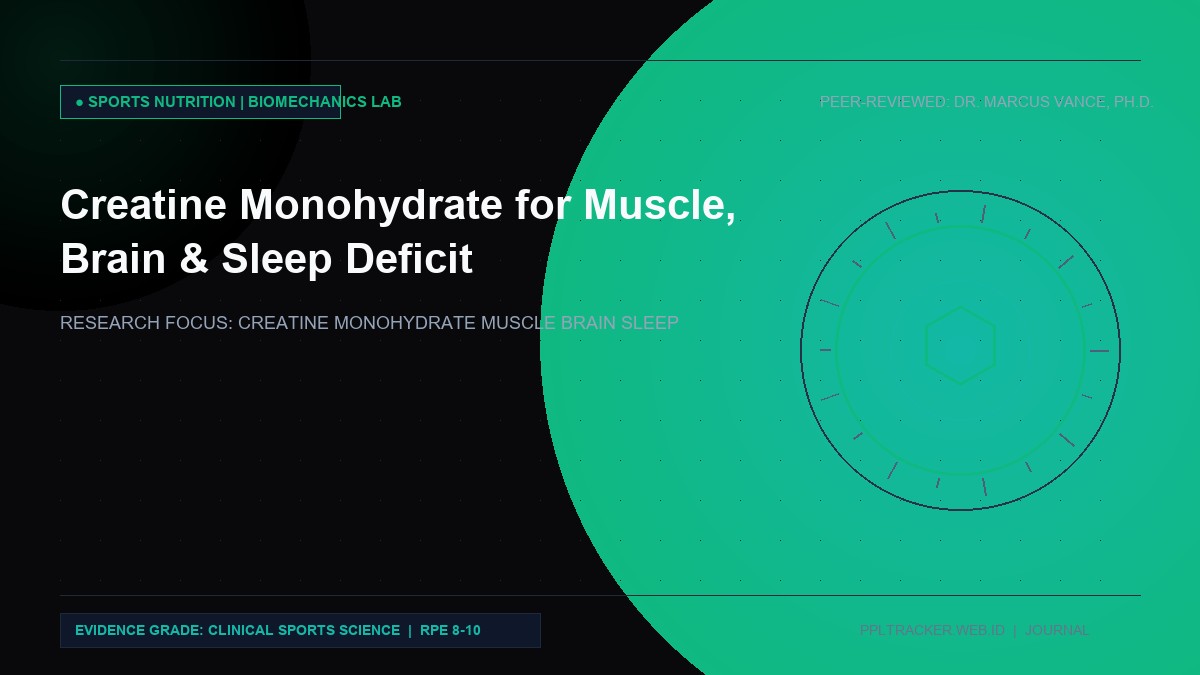 ● SPORTS NUTRITION | BIOMECHANICS LAB
PEER-REVIEWED: DR. MARCUS VANCE, PH.D.
Creatine Monohydrate for Muscle,
Brain & Sleep Deficit
RESEARCH FOCUS: CREATINE MONOHYDRATE MUSCLE BRAIN SLEEP
EVIDENCE GRADE: CLINICAL SPORTS SCIENCE | RPE 8-10
PPLTRACKER WEB ID | JOURNAL